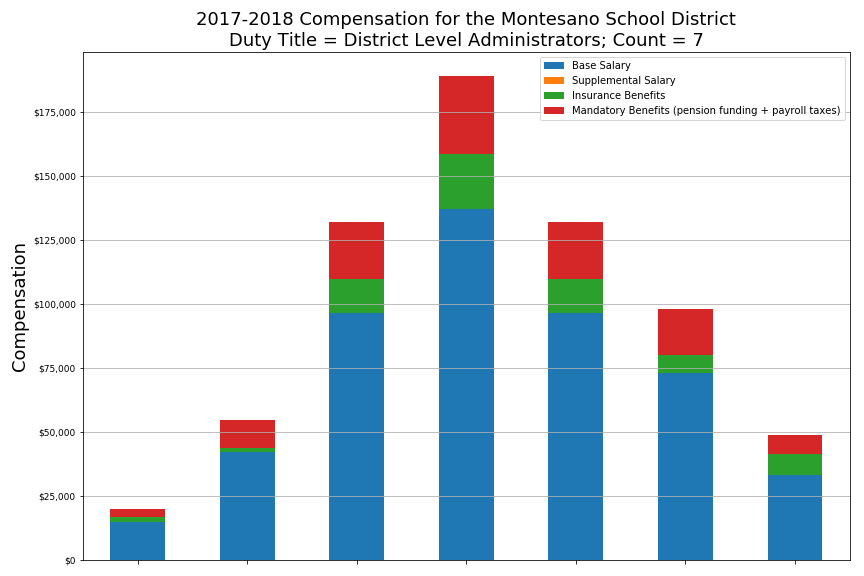 2017-2018 Compensation for the Montesano School District
Duty Title = District Level Administrators; Count = 7
Base Salary
Supplemental Salary
Insurance Benefits
Mandatory Benefits (pension funding + payroll taxes)
Compensation
$175,000
$150,000
$125,000
$100,000
$75,000
$50,000
$25,000
$0